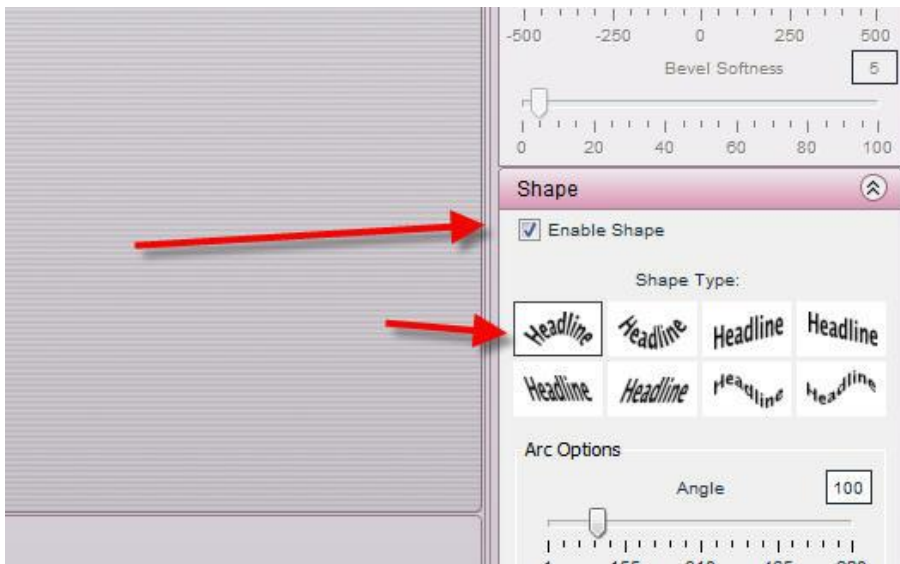 -500 -250 0 250 500
Bevel Softness 5
0 20 40 60 80 100
Shape
Enable Shape
Shape Type:
Headline Headline Headline Headline
Headline Headline Headline Headline
Arc Options
Angle 100